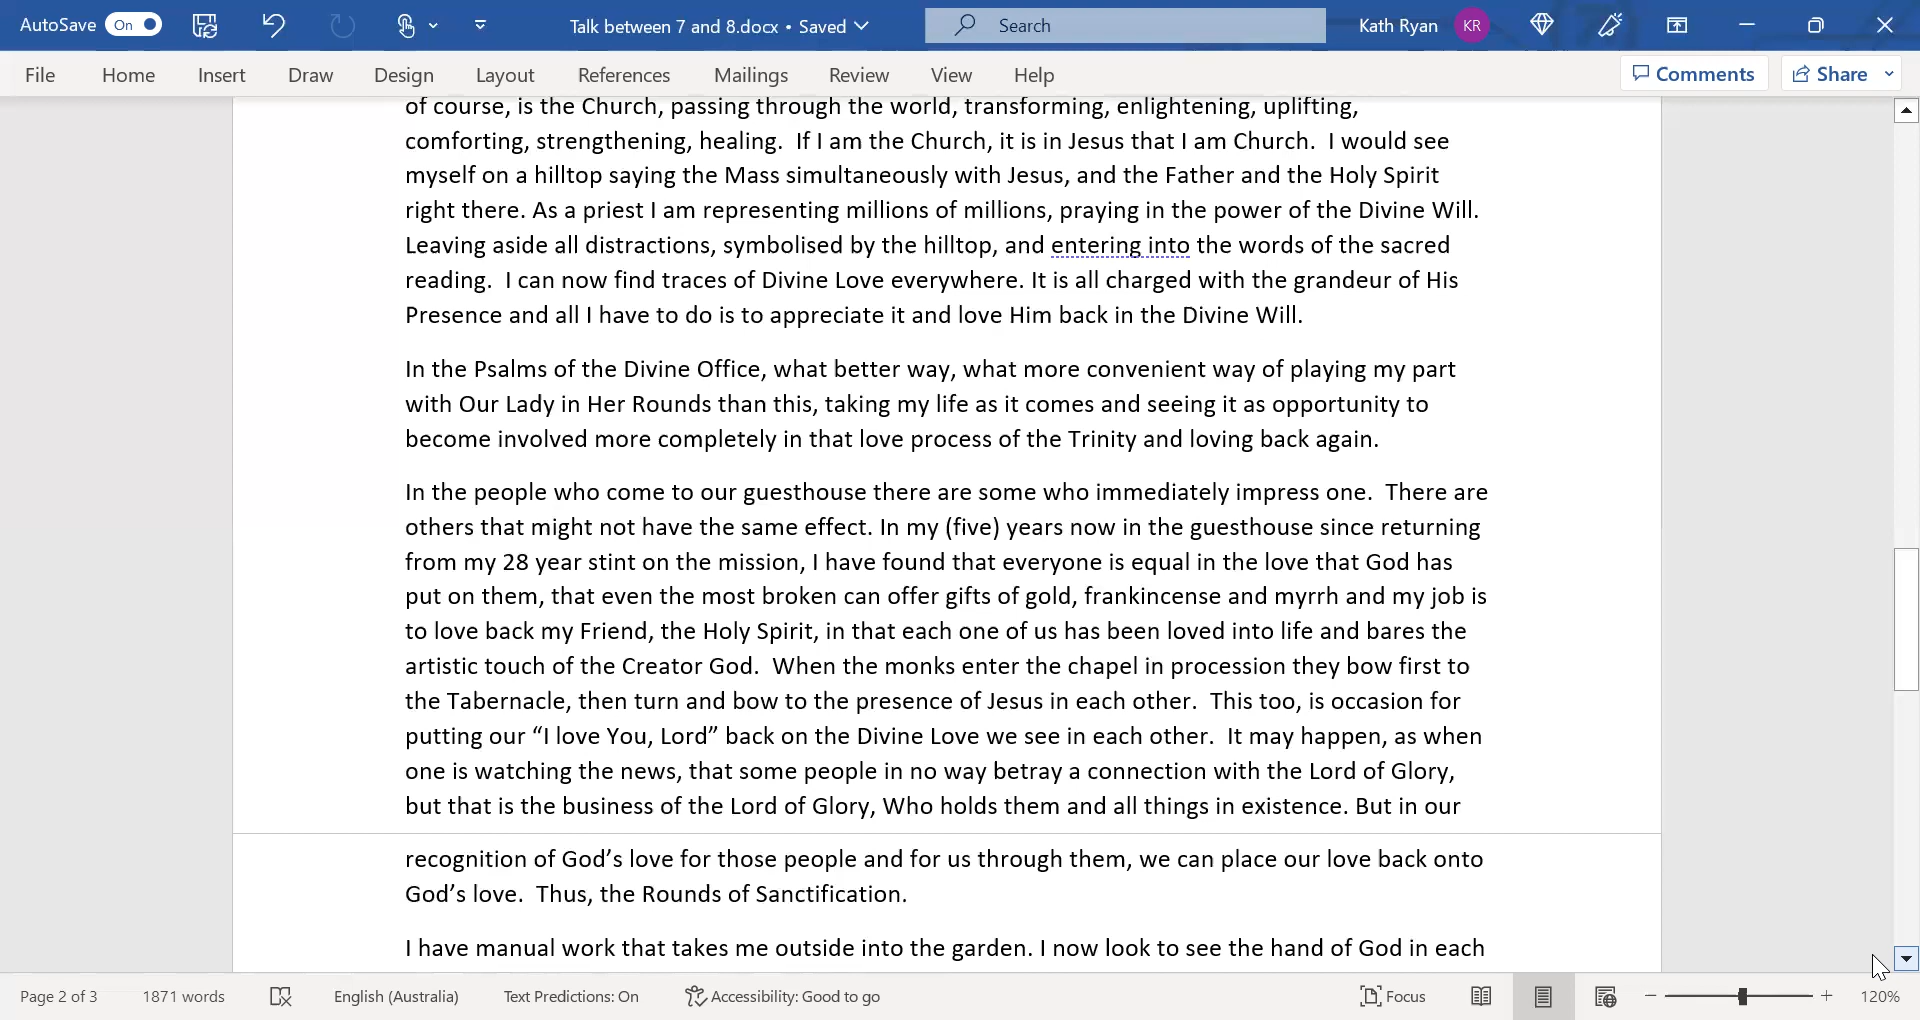 AutoSave On Talk between 7 and 8.docx • Saved Search Kath Ryan KR
File Home Insert Draw Design Layout References Mailings Review View Help Comments Share
of course, is the Church, passing through the world, transforming, enlightening, uplifting,
comforting, strengthening, healing.  If I am the Church, it is in Jesus that I am Church.  I would see
myself on a hilltop saying the Mass simultaneously with Jesus, and the Father and the Holy Spirit
right there. As a priest I am representing millions of millions, praying in the power of the Divine Will.
Leaving aside all distractions, symbolised by the hilltop, and entering into the words of the sacred
reading.  I can now find traces of Divine Love everywhere. It is all charged with the grandeur of His
Presence and all I have to do is to appreciate it and love Him back in the Divine Will.
In the Psalms of the Divine Office, what better way, what more convenient way of playing my part
with Our Lady in Her Rounds than this, taking my life as it comes and seeing it as opportunity to
become involved more completely in that love process of the Trinity and loving back again.
In the people who come to our guesthouse there are some who immediately impress one.  There are
others that might not have the same effect. In my (five) years now in the guesthouse since returning
from my 28 year stint on the mission, I have found that everyone is equal in the love that God has
put on them, that even the most broken can offer gifts of gold, frankincense and myrrh and my job is
to love back my Friend, the Holy Spirit, in that each one of us has been loved into life and bares the
artistic touch of the Creator God.  When the monks enter the chapel in procession they bow first to
the Tabernacle, then turn and bow to the presence of Jesus in each other.  This too, is occasion for
putting our “I love You, Lord” back on the Divine Love we see in each other.  It may happen, as when
one is watching the news, that some people in no way betray a connection with the Lord of Glory,
but that is the business of the Lord of Glory, Who holds them and all things in existence. But in our
recognition of God’s love for those people and for us through them, we can place our love back onto
God’s love.  Thus, the Rounds of Sanctification.
I have manual work that takes me outside into the garden. I now look to see the hand of God in each
Page 2 of 3 1871 words English (Australia) Text Predictions: On Accessibility: Good to go Focus 120%